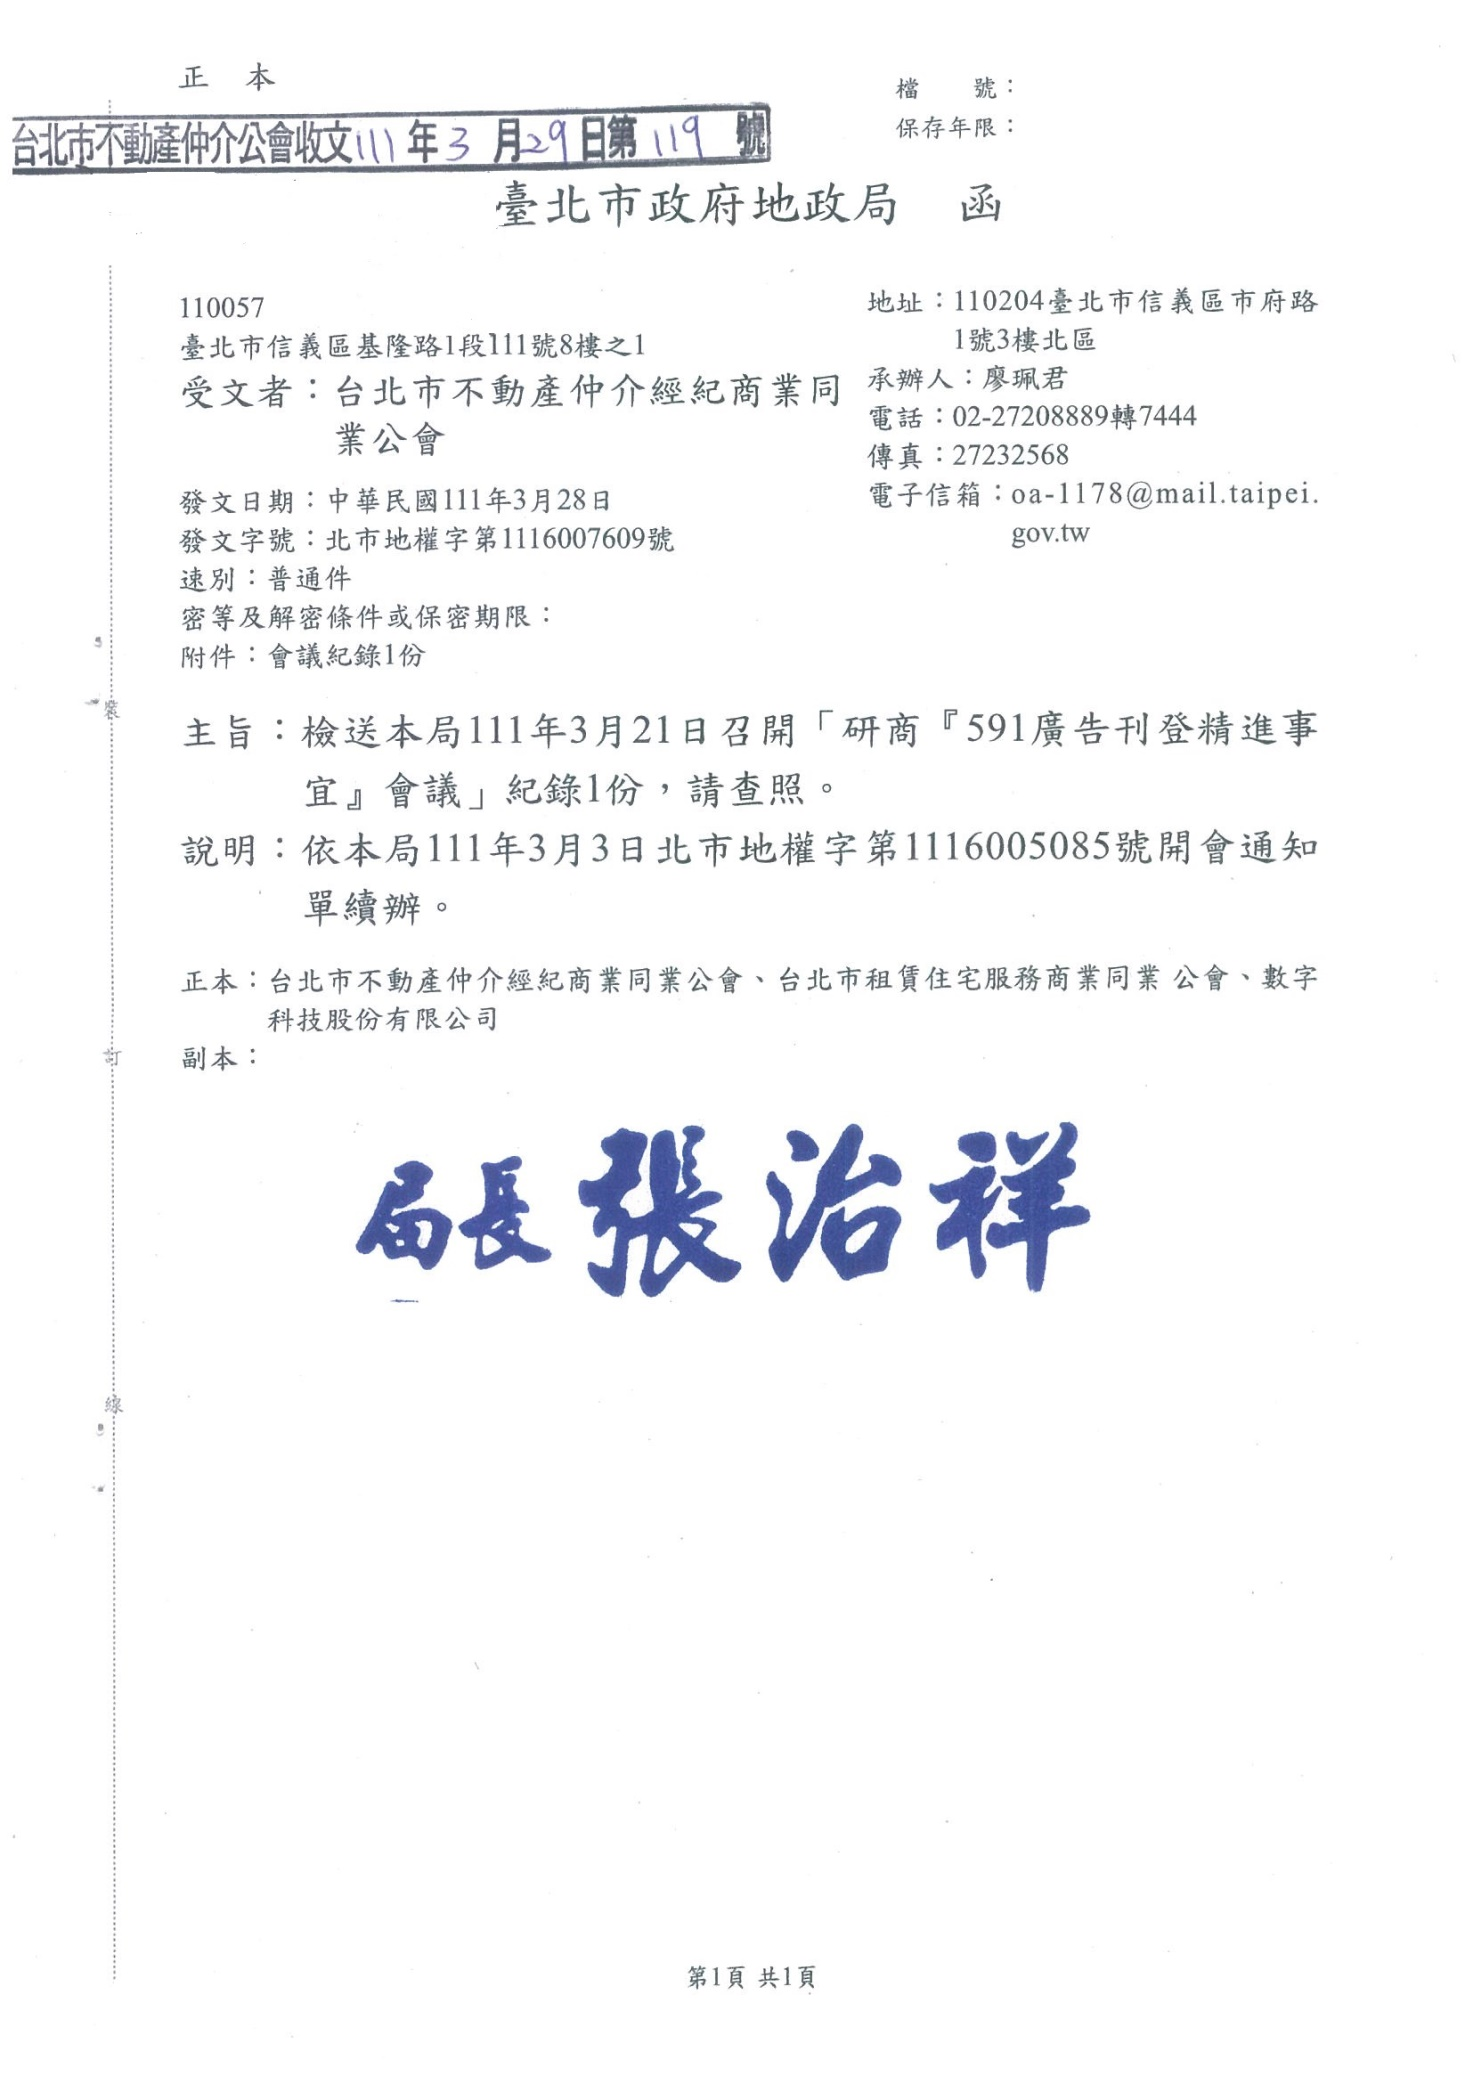 正 本
檔 號：
保存年限：
台北市不動產仲介公會收文111年3月29日第119號
臺北市政府地政局 函
110057
臺北市信義區基隆路1段111號8樓之1
受文者：台北市不動產仲介經紀商業同
業公會
地址：110204臺北市信義區市府路
1號3樓北區
承辦人：廖珮君
電話：02-27208889轉7444
傳真：27232568
電子信箱：oa-1178@mail.taipei.
gov.tw
發文日期：中華民國111年3月28日
發文字號：北市地權字第1116007609號
速別：普通件
密等及解密條件或保密期限：
附件：會議紀錄1份
主旨：檢送本局111年3月21日召開「研商『591廣告刊登精進事
宜』會議」紀錄1份，請查照。
說明：依本局111年3月3日北市地權字第1116005085號開會通知
單續辦。
正本：台北市不動產仲介經紀商業同業公會、台北市租賃住宅服務商業同業 公會、數字
科技股份有限公司
副本：
局長 張治祥
裝
訂
線
第1頁 共1頁